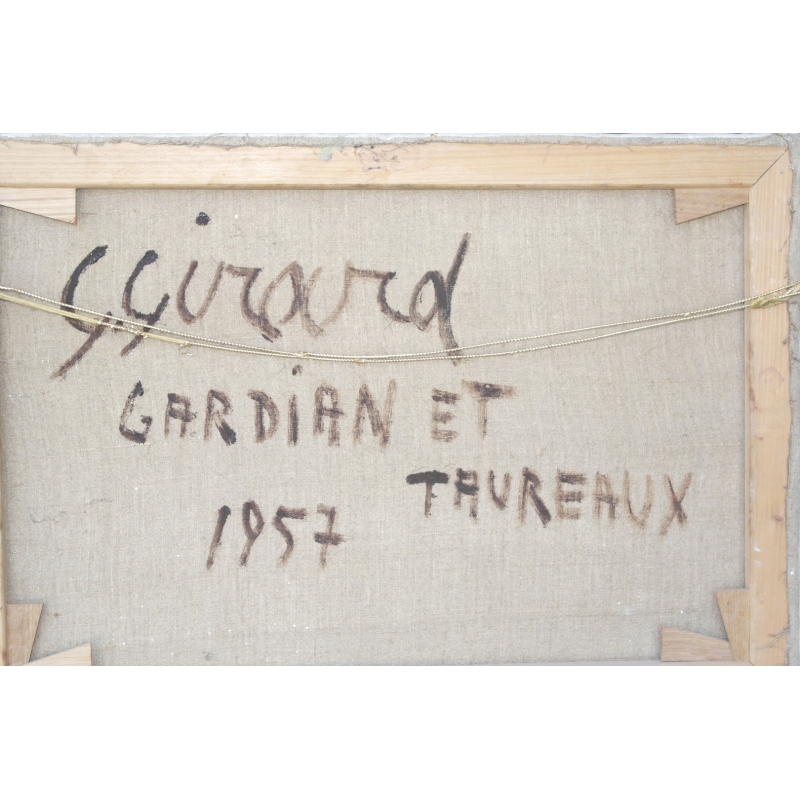 G. Girard
GARDiAN ET
TAUREAUX
1957